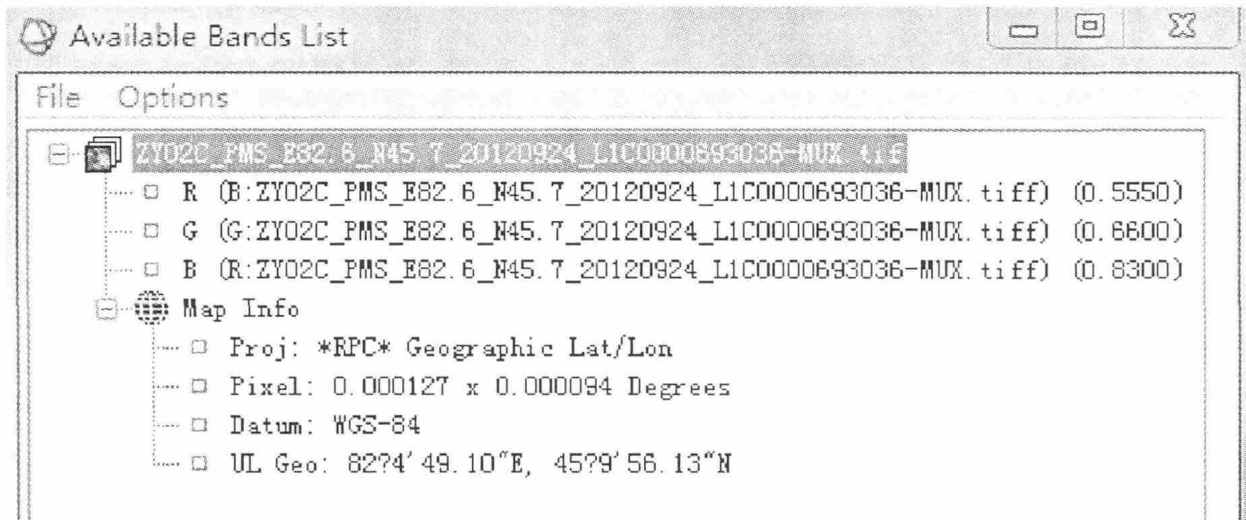 Available Bands List
File Options
ZY02C_PMS_E82.6_N45.7_20120924_L1C0000693036-MUX.tif
R (B:ZY02C_PMS_E82.6_N45.7_20120924_L1C0000693036-MUX.tiff) (0.5550)
G (G:ZY02C_PMS_E82.6_N45.7_20120924_L1C0000693036-MUX.tiff) (0.6600)
B (R:ZY02C_PMS_E82.6_N45.7_20120924_L1C0000693036-MUX.tiff) (0.8300)
Map Info
Proj: *RPC* Geographic Lat/Lon
Pixel: 0.000127 x 0.000094 Degrees
Datum: WGS-84
UL Geo: 82?4'49.10"E, 45?9'56.13"N